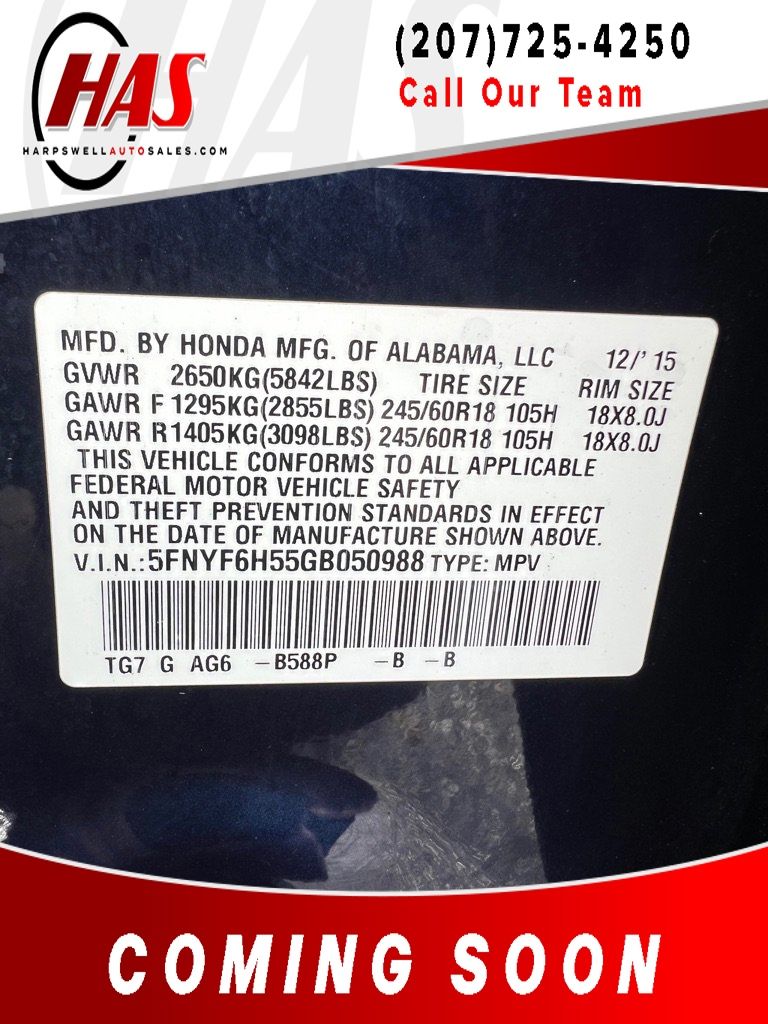 HAS
HARPSWELLAUTOSALES.COM
(207)725-4250
Call Our Team
MFD. BY HONDA MFG. OF ALABAMA, LLC 12/'15
GVWR 2650KG(5842LBS) TIRE SIZE RIM SIZE
GAWR F 1295KG(2855LBS) 245/60R18 105H 18X8.0J
GAWR R1405KG(3098LBS) 245/60R18 105H 18X8.0J
THIS VEHICLE CONFORMS TO ALL APPLICABLE
FEDERAL MOTOR VEHICLE SAFETY
AND THEFT PREVENTION STANDARDS IN EFFECT
ON THE DATE OF MANUFACTURE SHOWN ABOVE.
V.I.N.:5FNYF6H55GB050988 TYPE: MPV
TG7 G AG6 -B588P -B -B
COMING SOON